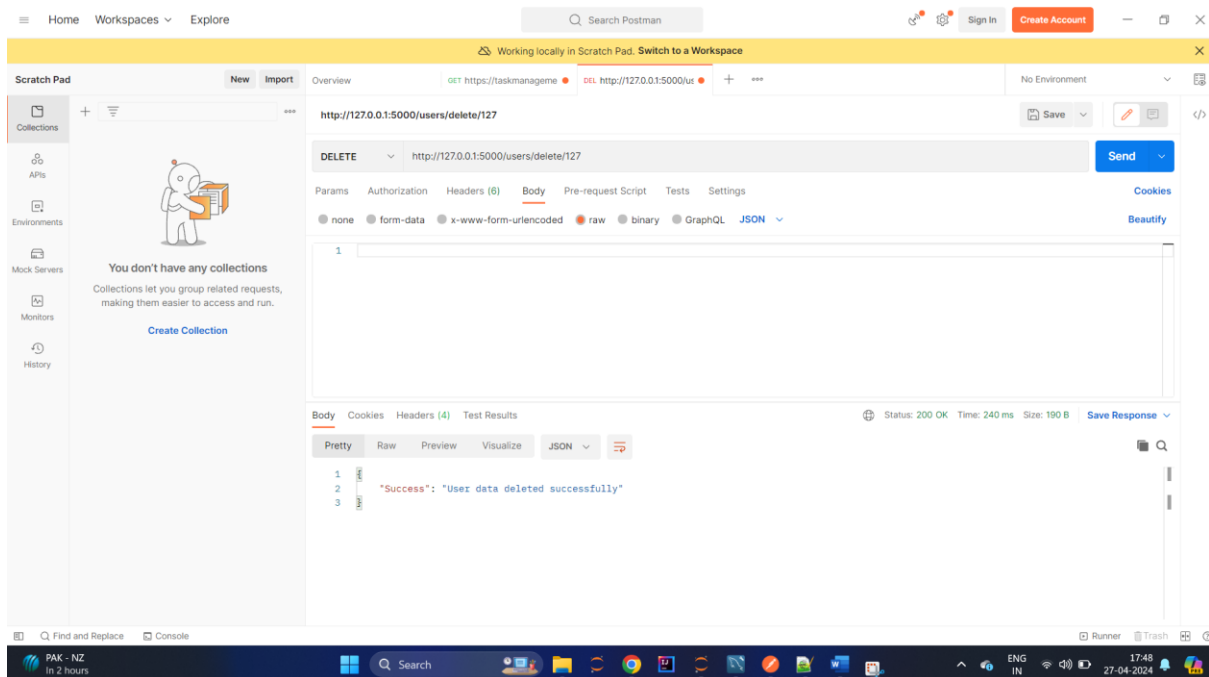 Home Workspaces Explore Search Postman Sign In Create Account
Working locally in Scratch Pad. Switch to a Workspace
Scratch Pad New Import Overview GET https://taskmanageme DEL http://127.0.0.1:5000/us No Environment
Collections
APIs
Environments
Mock Servers
Monitors
History
You don't have any collections
Collections let you group related requests,
making them easier to access and run.
Create Collection
http://127.0.0.1:5000/users/delete/127 Save
DELETE http://127.0.0.1:5000/users/delete/127 Send
Params Authorization Headers (6) Body Pre-request Script Tests Settings Cookies
none form-data x-www-form-urlencoded raw binary GraphQL JSON Beautify
1
Body Cookies Headers (4) Test Results Status: 200 OK Time: 240 ms Size: 190 B Save Response
Pretty Raw Preview Visualize JSON
1 {
2 "Success": "User data deleted successfully"
3 }
Find and Replace Console Runner Trash
PAK - NZ
In 2 hours
Search
ENG
IN
17:48
27-04-2024